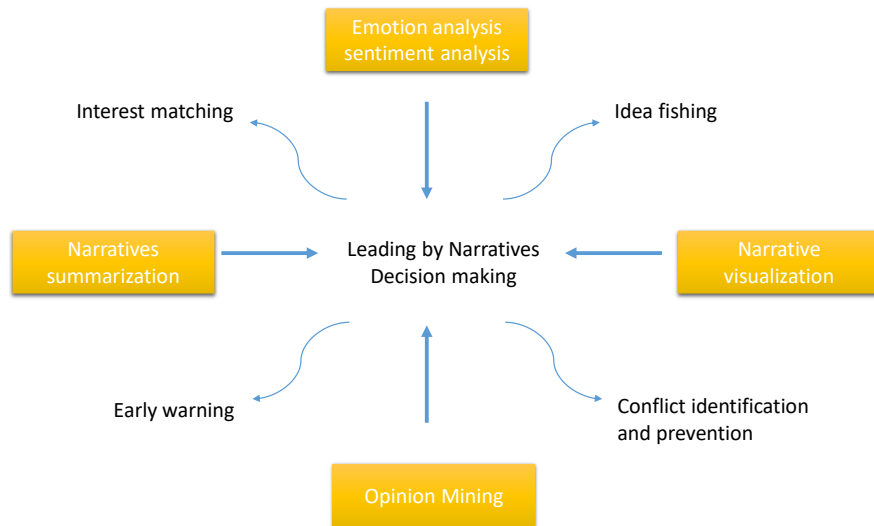 Emotion analysis
sentiment analysis
Interest matching
Idea fishing
Narratives
summarization
Leading by Narratives
Decision making
Narrative
visualization
Early warning
Conflict identification
and prevention
Opinion Mining